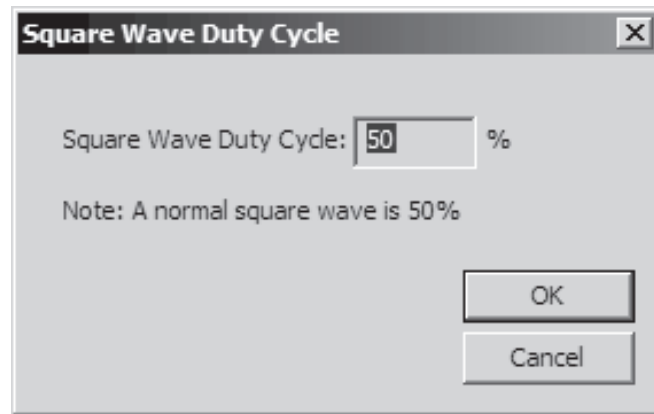 Square Wave Duty Cycle
Square Wave Duty Cycle: 50 %
Note: A normal square wave is 50%
OK
Cancel